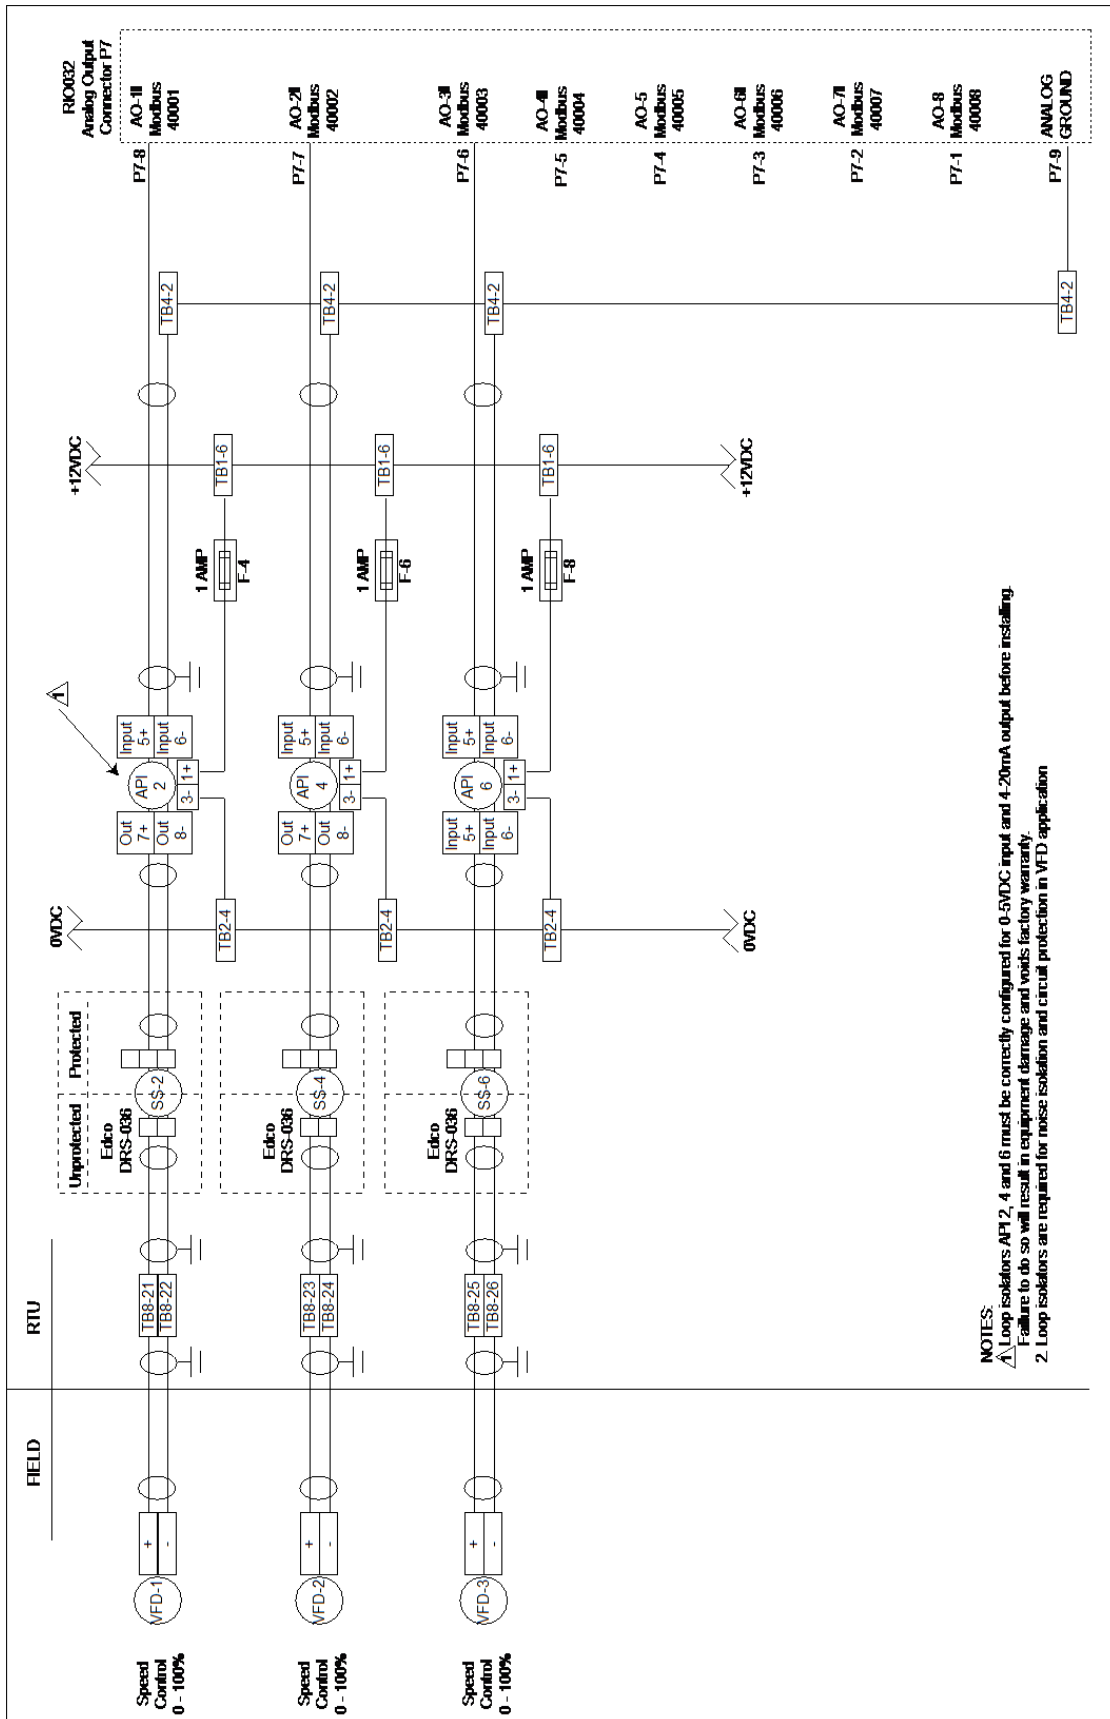 FIELD
RTU
RIO032
Analog Output
Connector P7
Speed
Control
0 - 100%
VFD-1
+
-
TB8-21
TB8-22
Unprotected
Protected
Edco
DRS-036
SS-2
0VDC
TB2-4
Out
7+
Out
8-
API
2
3-
1+
Input
5+
Input
6-
1
1 AMP
F-4
+12VDC
TB1-6
TB4-2
P7-8
AO-1
Modbus
40001
Speed
Control
0 - 100%
VFD-2
+
-
TB8-23
TB8-24
Edco
DRS-036
SS-4
TB2-4
Out
7+
Out
8-
API
4
3-
1+
Input
5+
Input
6-
1 AMP
F-6
TB1-6
TB4-2
P7-7
AO-2
Modbus
40002
Speed
Control
0 - 100%
VFD-3
+
-
TB8-25
TB8-26
Edco
DRS-036
SS-6
TB2-4
Input
5+
Input
6-
API
6
3-
1+
Input
5+
Input
6-
1 AMP
F-8
TB1-6
TB4-2
P7-6
AO-3
Modbus
40003
P7-5
AO-4
Modbus
40004
P7-4
AO-5
Modbus
40005
0VDC
+12VDC
P7-3
AO-6
Modbus
40006
P7-2
AO-7
Modbus
40007
P7-1
AO-8
Modbus
40008
TB4-2
P7-9
ANALOG
GROUND
NOTES:
1 Loop isolators API 2, 4 and 6 must be correctly configured for 0-5VDC input and 4-20mA output before installing.
Failure to do so will result in equipment damage and voids factory warranty.
2. Loop isolators are required for noise isolation and circuit protection in VFD application